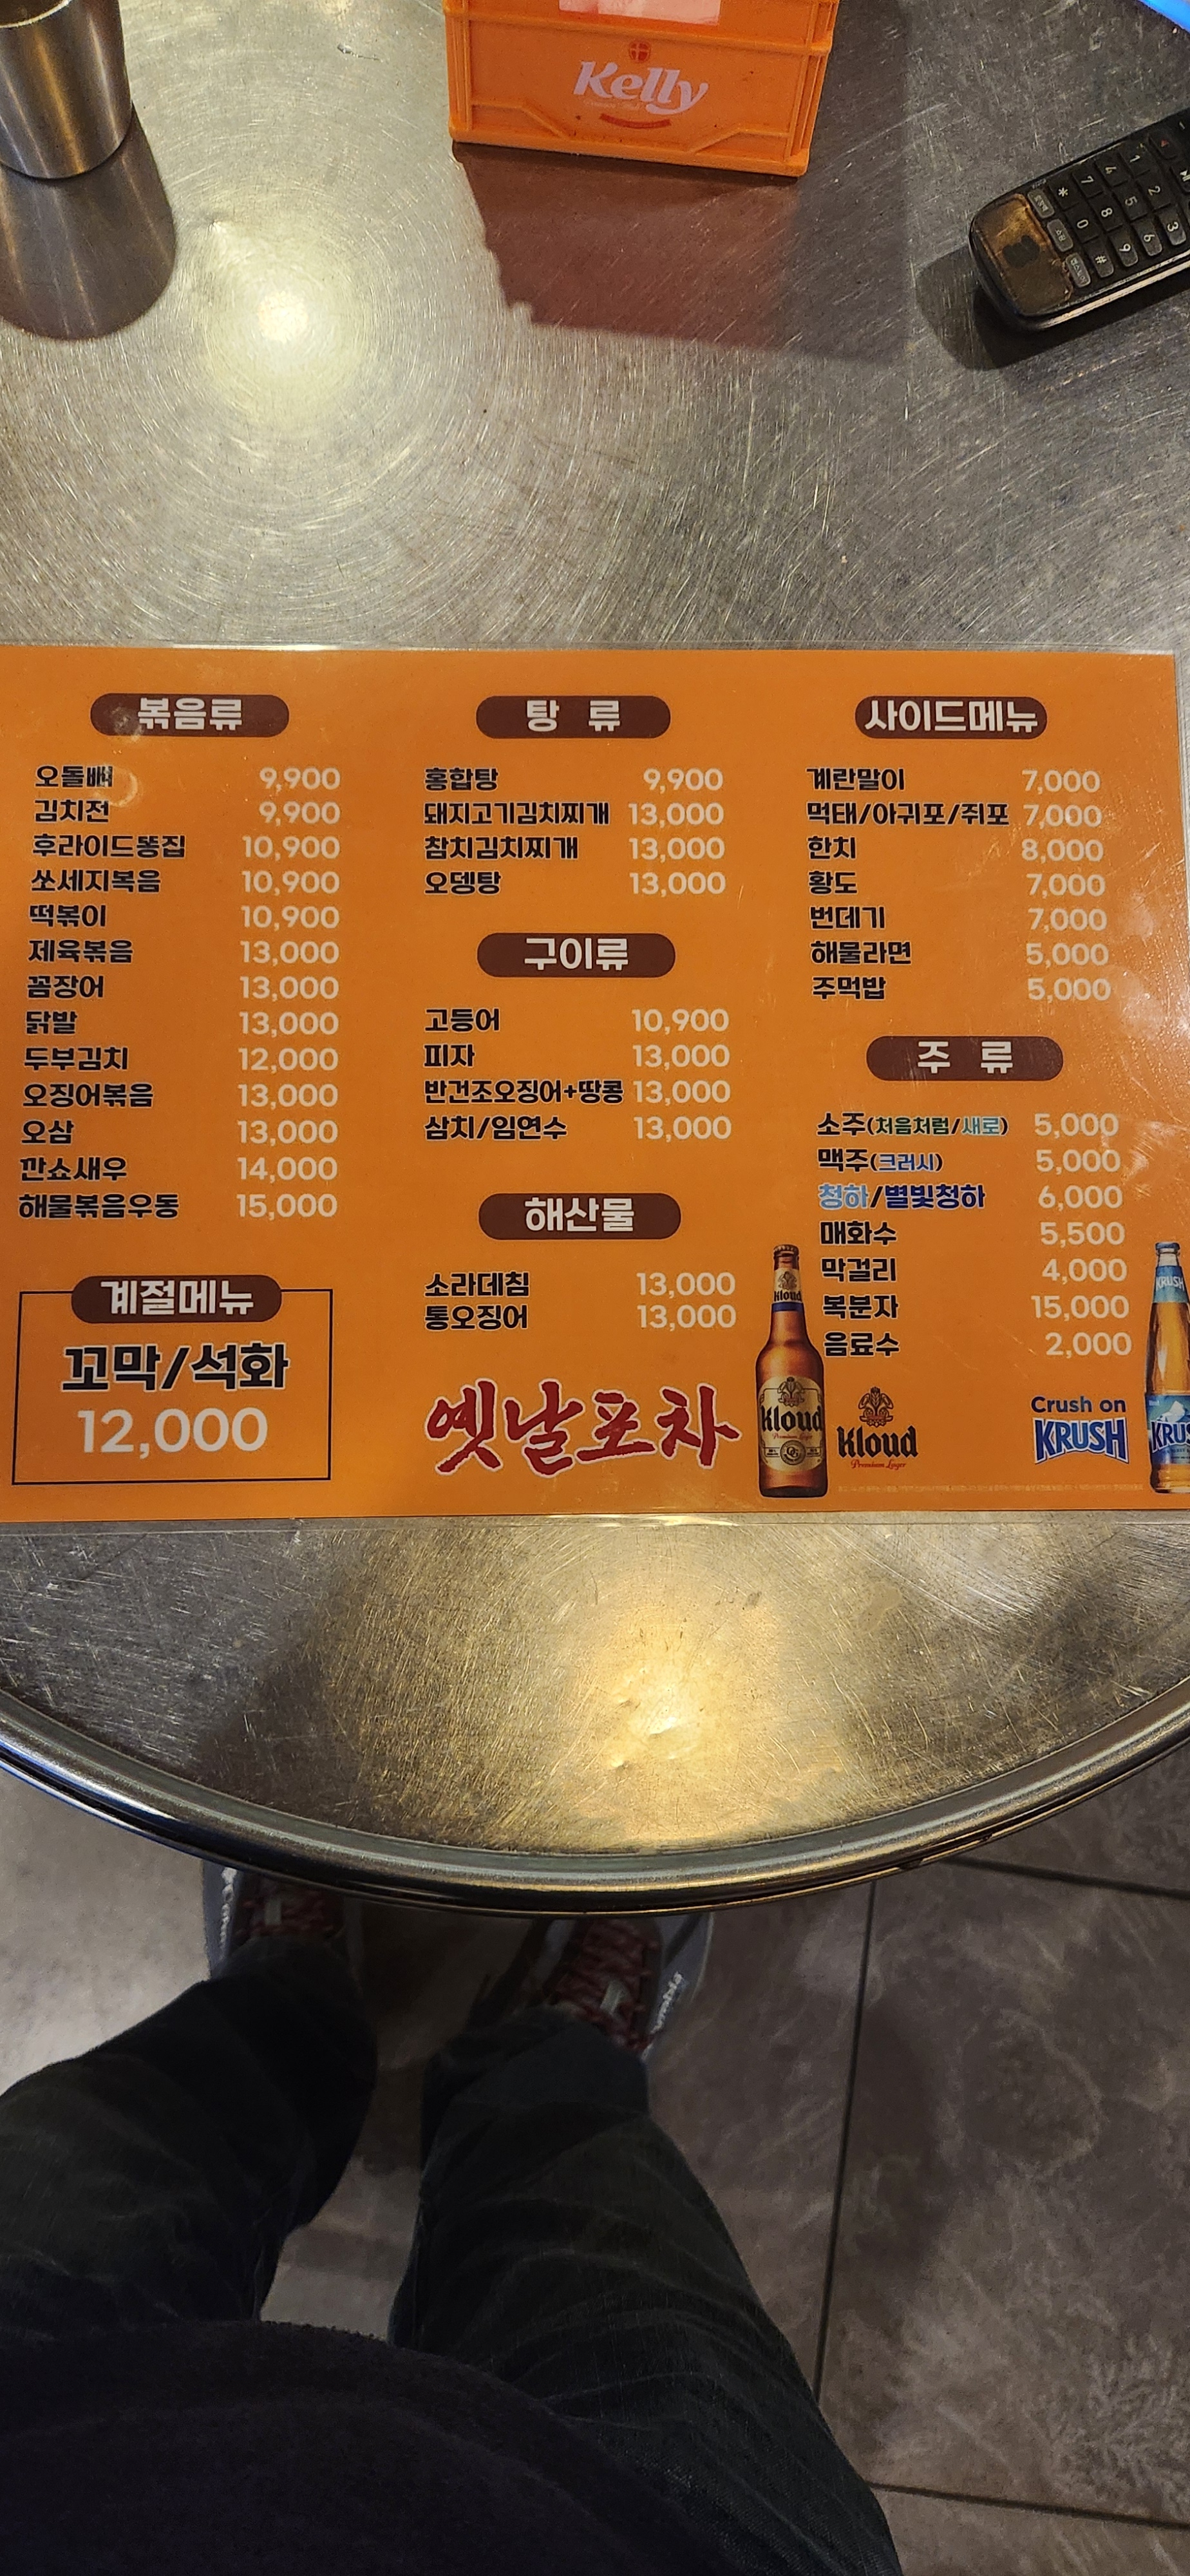 Kelly
볶음류
오돌뼈 9,900
김치전 9,900
후라이드똥집 10,900
쏘세지복음 10,900
떡볶이 10,900
제육볶음 13,000
꼼장어 13,000
닭발 13,000
두부김치 12,000
오징어볶음 13,000
오삼 13,000
깐쇼새우 14,000
해물볶음우동 15,000
계절메뉴
꼬막/석화
12,000
탕 류
홍합탕 9,900
돼지고기김치찌개 13,000
참치김치찌개 13,000
오뎅탕 13,000
구이류
고등어 10,900
피자 13,000
반건조오징어+땅콩 13,000
삼치/임연수 13,000
해산물
소라데침 13,000
통오징어 13,000
옛날포차
사이드메뉴
계란말이 7,000
먹태/아귀포/쥐포 7,000
한치 8,000
황도 7,000
번데기 7,000
해물라면 5,000
주먹밥 5,000
주 류
소주(처음처럼/새로) 5,000
맥주(크러시) 5,000
청하/별빛청하 6,000
매화수 5,500
막걸리 4,000
복분자 15,000
음료수 2,000
Kloud
Kloud
Kloud
Premium Lager
Crush on
KRUSH
KRUSH